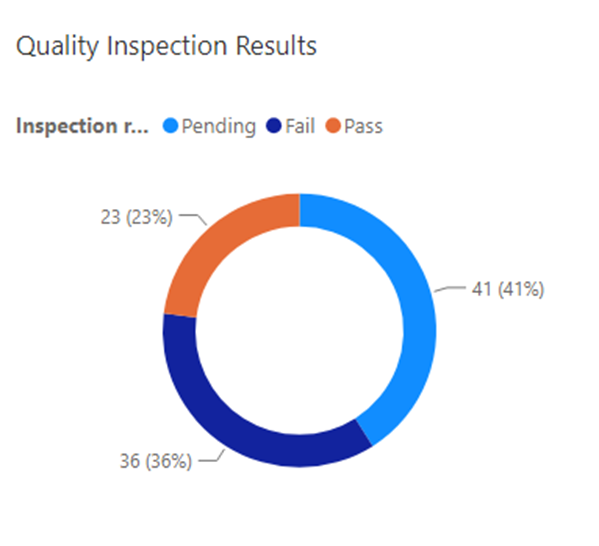 Quality Inspection Results
Inspection r... Pending Fail Pass
23 (23%)
41 (41%)
36 (36%)